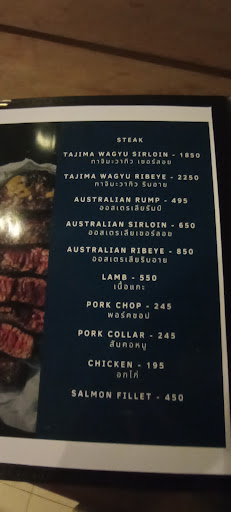 STEAK
TAJIMA WAGYU SIRLOIN - 1850
ทาจิมะวากิว เซอร์ลอย
TAJIMA WAGYU RIBEYE - 2250
ทาจิมะวากิว ริบอาย
AUSTRALIAN RUMP - 495
ออสเตรเลียรัมป์
AUSTRALIAN SIRLOIN - 650
ออสเตรเลียเซอร์ลอย
AUSTRALIAN RIBEYE - 850
ออสเตรเลียริบอาย
LAMB - 550
เนื้อแกะ
PORK CHOP - 245
พอร์คชอป
PORK COLLAR - 245
สันคอหมู
CHICKEN - 195
อกไก่
SALMON FILLET - 450